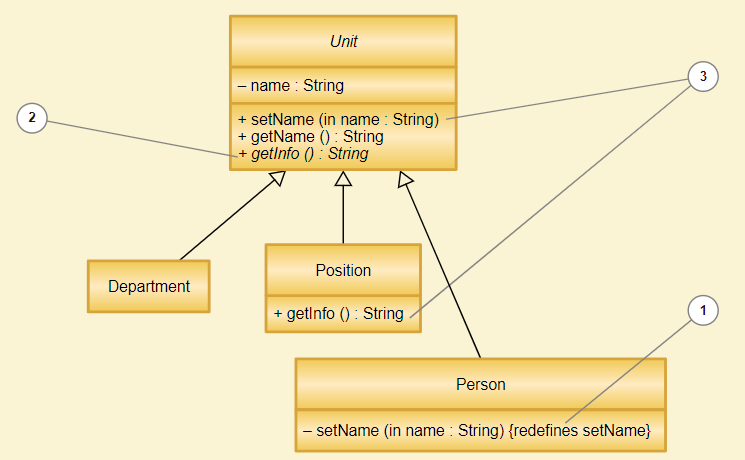 Unit
– name : String
+ setName (in name : String)
+ getName () : String
+ getInfo () : String
3
2
Department
Position
+ getInfo () : String
1
Person
– setName (in name : String) {redefines setName}